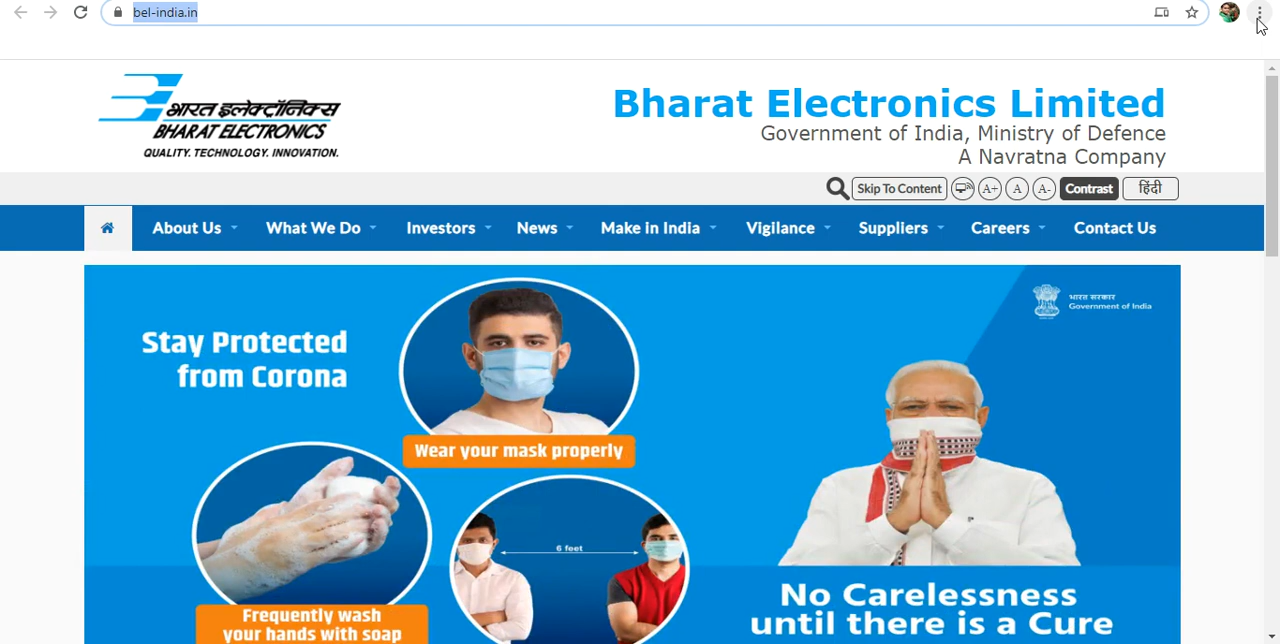 bel-india.in
भारत इलेक्ट्रॉनिक्स
BHARAT ELECTRONICS
QUALITY. TECHNOLOGY. INNOVATION.
Bharat Electronics Limited
Government of India, Ministry of Defence
A Navratna Company
Skip To Content A+ A A- Contrast हिंदी
About Us What We Do Investors News Make in India Vigilance Suppliers Careers Contact Us
भारत सरकार
Government of India
Stay Protected
from Corona
Wear your mask properly
6 feet
Frequently wash
your hands with soap
No Carelessness
until there is a Cure